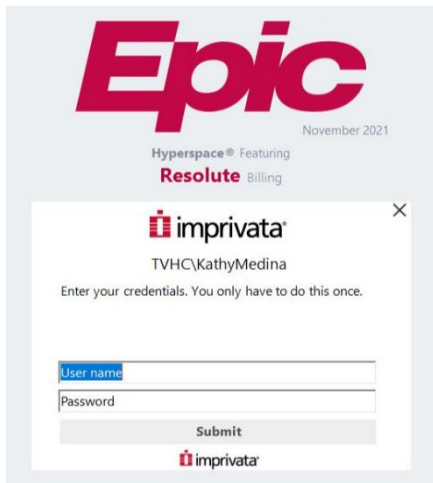 Epic
November 2021
Hyperspace® Featuring
Resolute Billing
imprivata®
TVHC\KathyMedina
Enter your credentials. You only have to do this once.
User name
Password
Submit
imprivata®